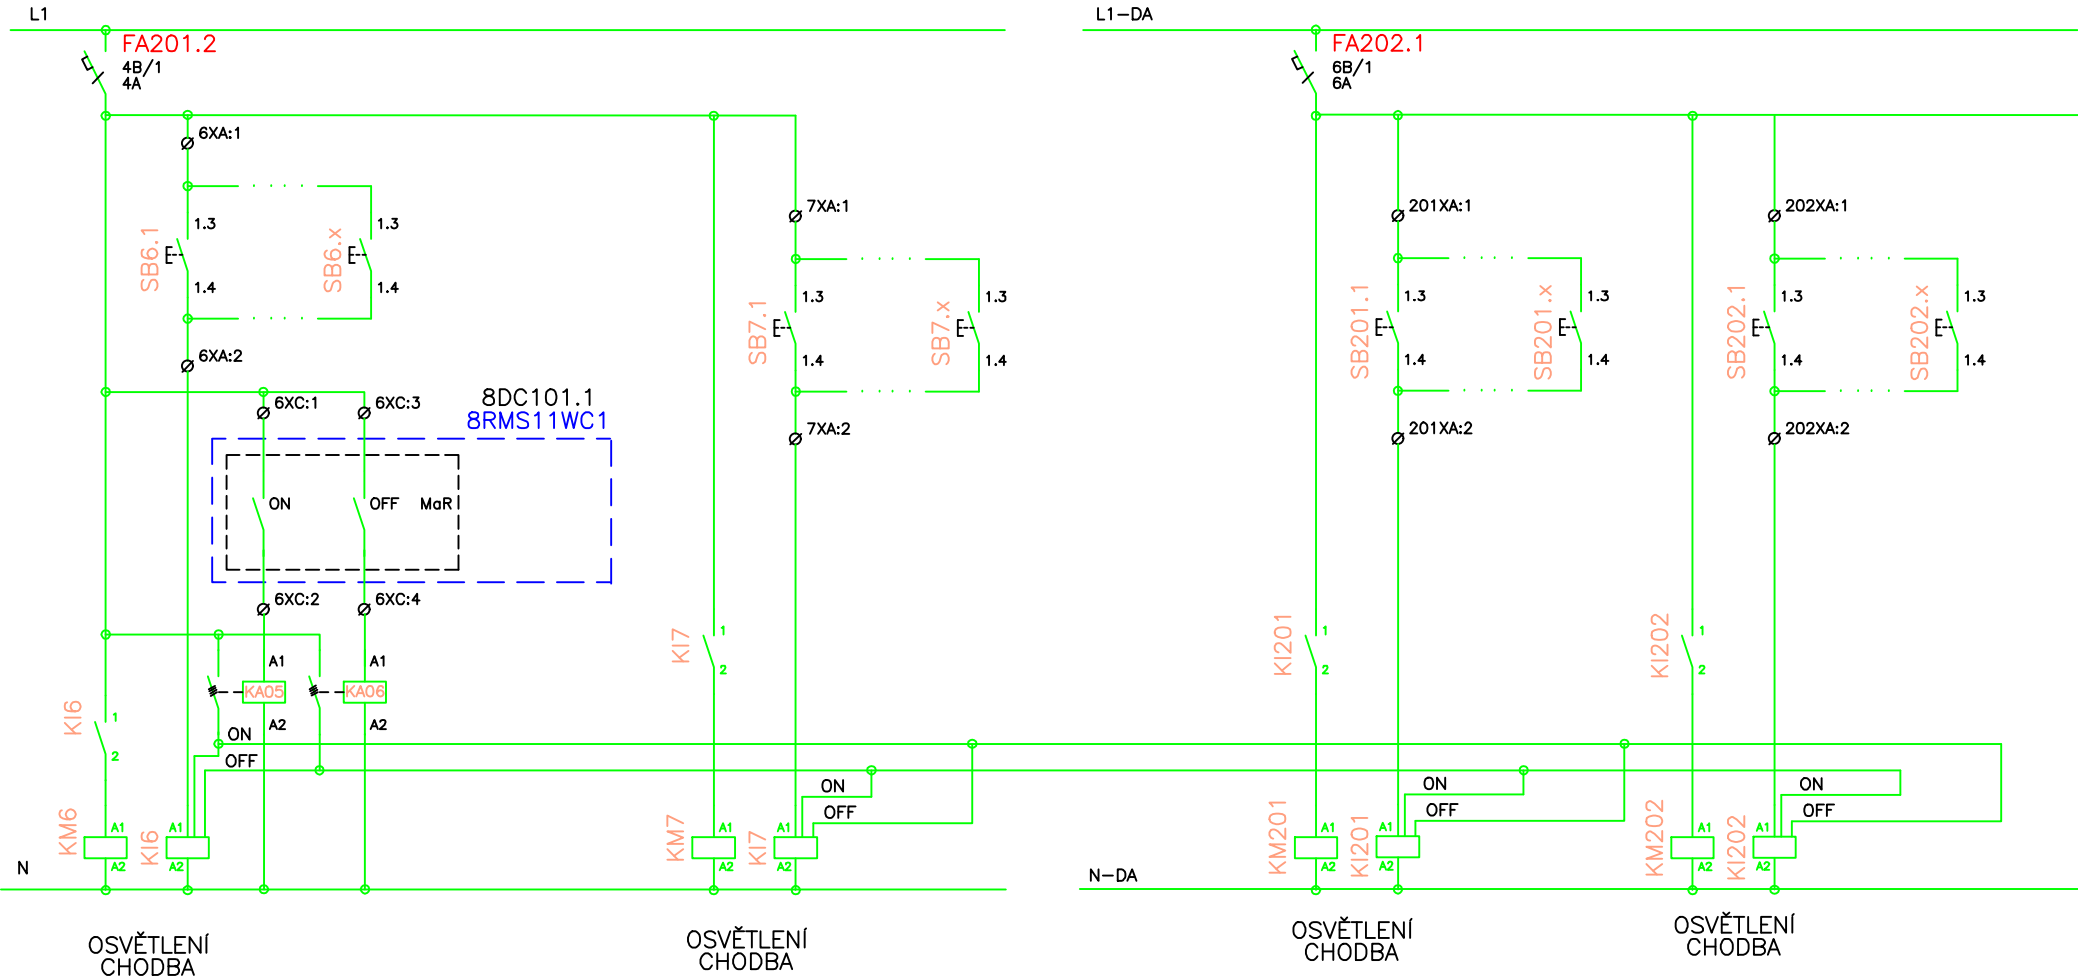 L1
L1-DA
FA201.2
4B/1
4A
FA202.1
6B/1
6A
6XA:1
7XA:1
201XA:1
202XA:1
1.3
1.3
SB6.1
SB6.x
1.4
1.4
1.3
1.3
1.3
1.3
1.3
1.3
SB7.1
SB7.x
SB201.1
SB201.x
SB202.1
SB202.x
1.4
1.4
1.4
1.4
1.4
1.4
6XA:2
8DC101.1
8RMS11WC1
6XC:1
6XC:3
7XA:2
201XA:2
202XA:2
ON
OFF
MaR
6XC:2
6XC:4
KI7
1
2
KI201
1
2
KI202
1
2
A1
A1
KA05
KA06
A2
A2
KI6
1
2
ON
OFF
ON
OFF
ON
OFF
ON
OFF
KM6
A1
A2
KI6
A1
A2
KM7
A1
A2
KI7
A1
A2
KM201
A1
A2
KI201
A1
A2
KM202
A1
A2
KI202
A1
A2
N
N-DA
OSVĚTLENÍ
CHODBA
OSVĚTLENÍ
CHODBA
OSVĚTLENÍ
CHODBA
OSVĚTLENÍ
CHODBA